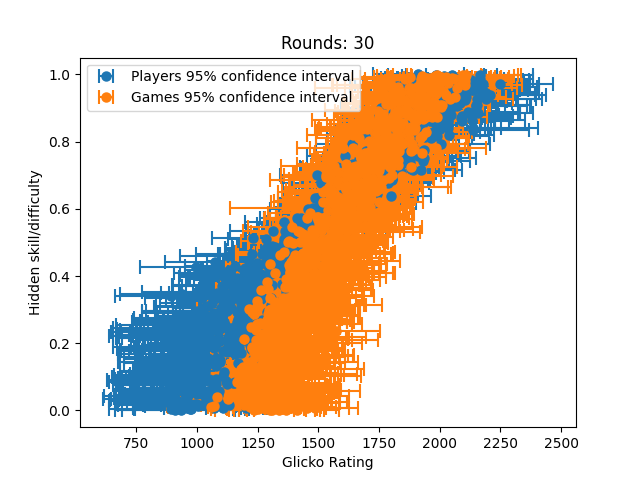 Rounds: 30
Players 95% confidence interval
Games 95% confidence interval
Hidden skill/difficulty
1.0
0.8
0.6
0.4
0.2
0.0
750 1000 1250 1500 1750 2000 2250 2500
Glicko Rating